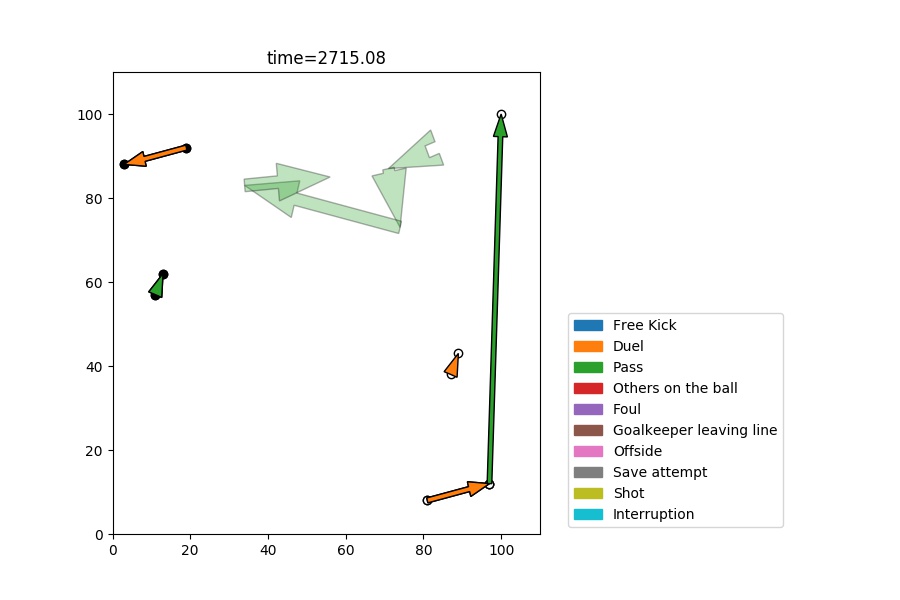 time=2715.08
100
80
60
40
20
0
0 20 40 60 80 100
Free Kick
Duel
Pass
Others on the ball
Foul
Goalkeeper leaving line
Offside
Save attempt
Shot
Interruption